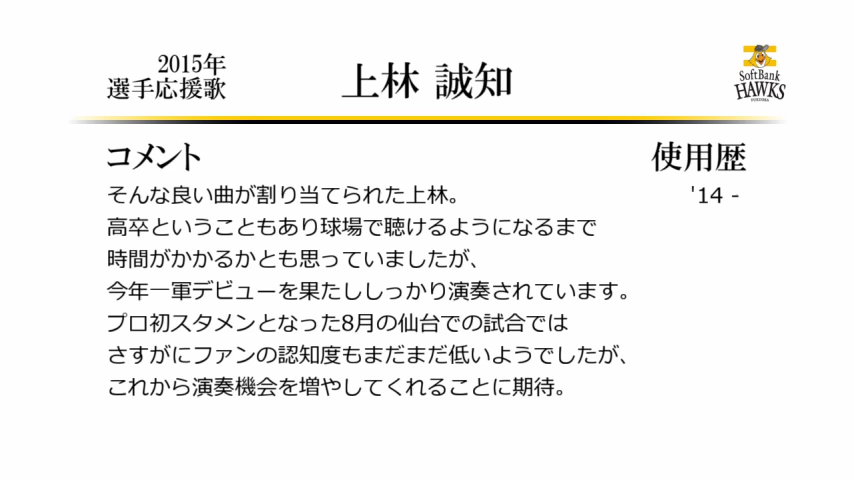 2015年
選手応援歌
上林 誠知
SoftBank
HAWKS
コメント
使用歴
そんな良い曲が割り当てられた上林。
'14 -
高卒ということもあり球場で聴けるようになるまで
時間がかかるかとも思っていましたが、
今年一軍デビューを果たししっかり演奏されています。
プロ初スタメンとなった8月の仙台での試合では
さすがにファンの認知度もまだまだ低いようでしたが、
これから演奏機会を増やしてくれることに期待。